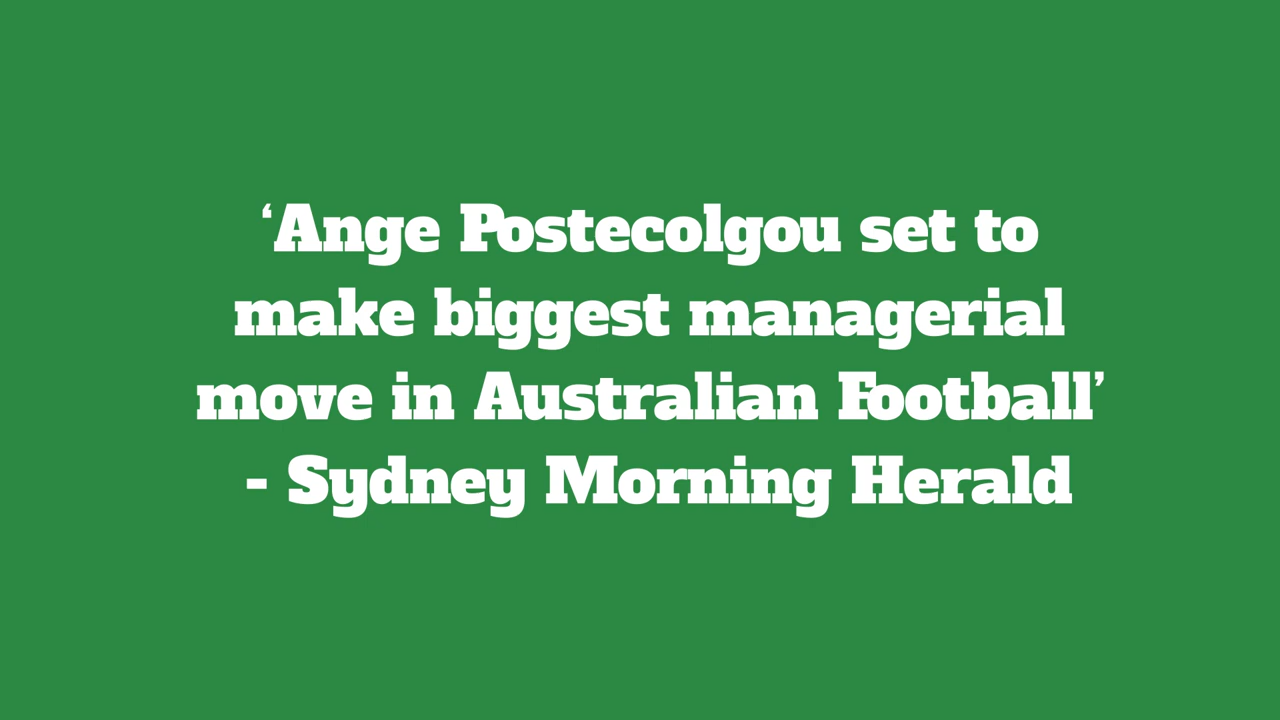 ‘Ange Postecolgou set to
make biggest managerial
move in Australian Football’
- Sydney Morning Herald